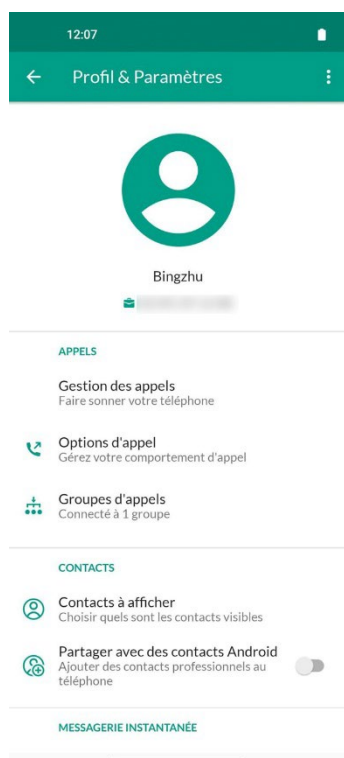 12:07
Profil & Paramètres
Bingzhu
APPELS
Gestion des appels
Faire sonner votre téléphone
Options d'appel
Gérez votre comportement d'appel
Groupes d'appels
Connecté à 1 groupe
CONTACTS
Contacts à afficher
Choisir quels sont les contacts visibles
Partager avec des contacts Android
Ajouter des contacts professionnels au
téléphone
MESSAGERIE INSTANTANÉE